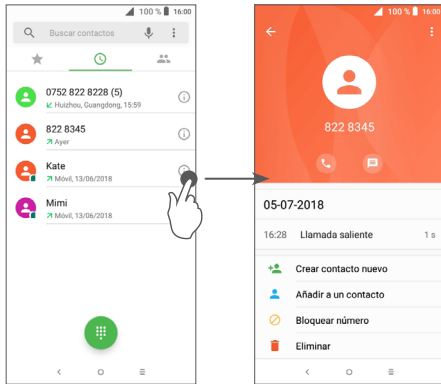 100 % 16:00
Buscar contactos
0752 822 8228 (5)
Huizhou, Guangdong, 15:59
822 8345
Ayer
Kate
Móvil, 13/06/2018
Mimi
Móvil, 13/06/2018
100 % 16:00
822 8345
05-07-2018
16:28 Llamada saliente 1 s
Crear contacto nuevo
Añadir a un contacto
Bloquear número
Eliminar